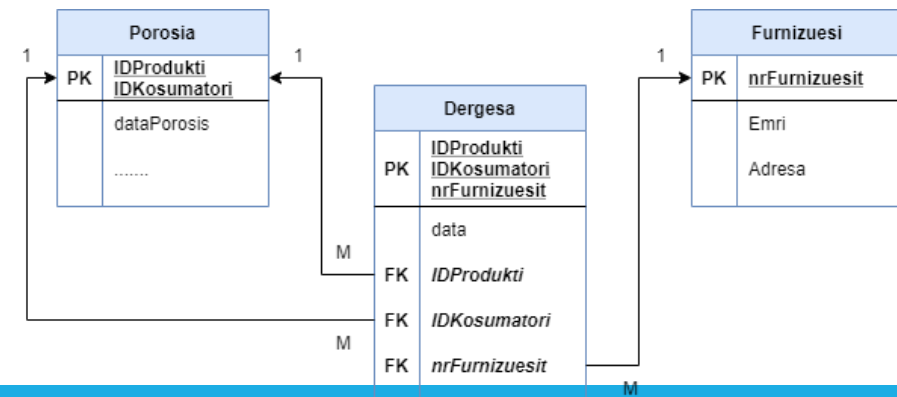 Porosia
1
1
PK
IDProdukti
IDKosumatori
dataPorosis
.......
Dergesa
PK
IDProdukti
IDKosumatori
nrFurnizuesit
data
M
FK IDProdukti
FK IDKosumatori
M
FK nrFurnizuesit
M
Furnizuesi
1
PK nrFurnizuesit
Emri
Adresa